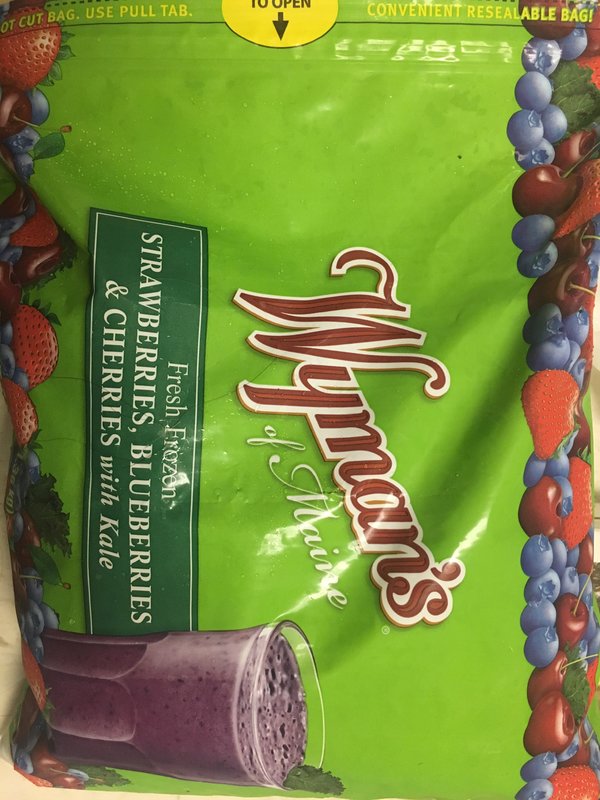 OT CUT BAG. USE PULL TAB.
TO OPEN
CONVENIENT RESEALABLE BAG!
Wyman's®
of Maine
Fresh Frozen
STRAWBERRIES, BLUEBERRIES
& CHERRIES with Kale